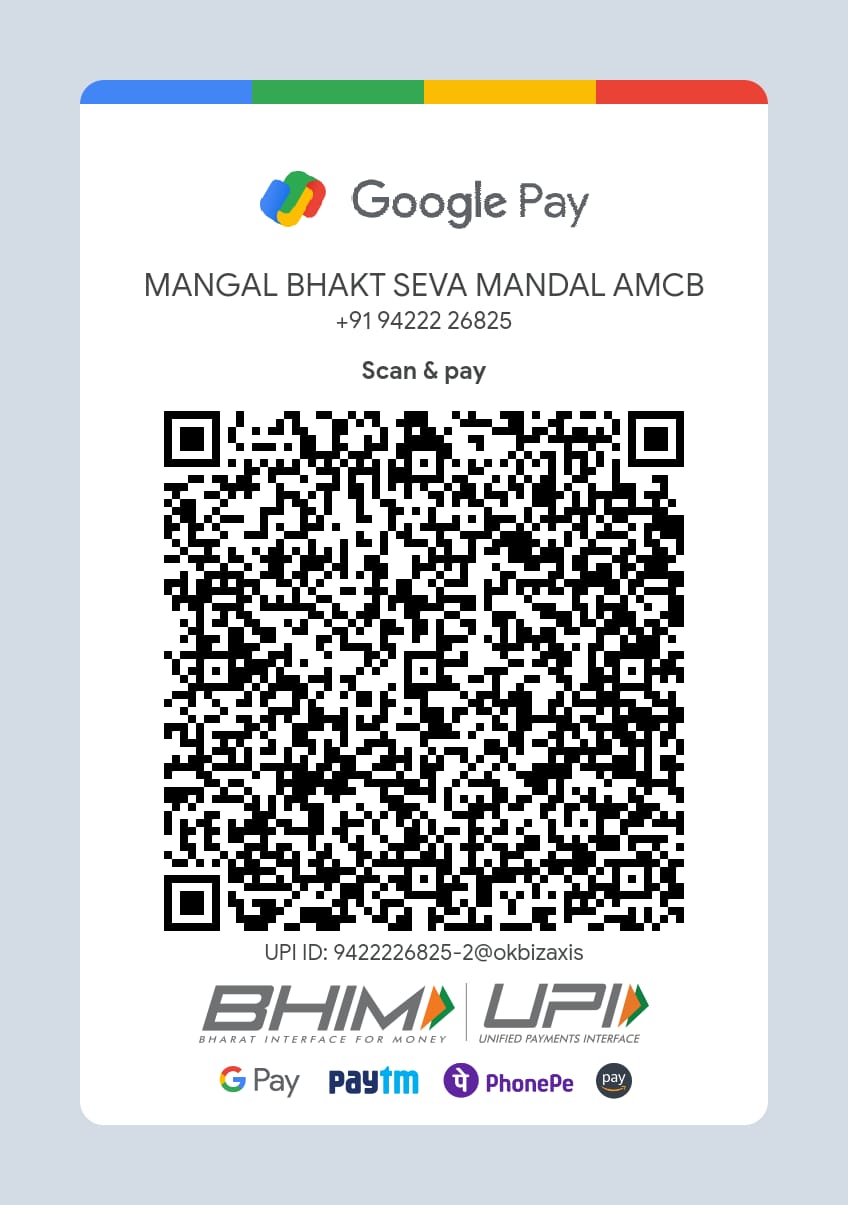 Google Pay
MANGAL BHAKT SEVA MANDAL AMCB
+91 94222 26825
Scan & pay
UPI ID: 9422226825-2@okbizaxis
BHIM UPI
BHARAT INTERFACE FOR MONEY UNIFIED PAYMENTS INTERFACE
G Pay paytm पे PhonePe pay